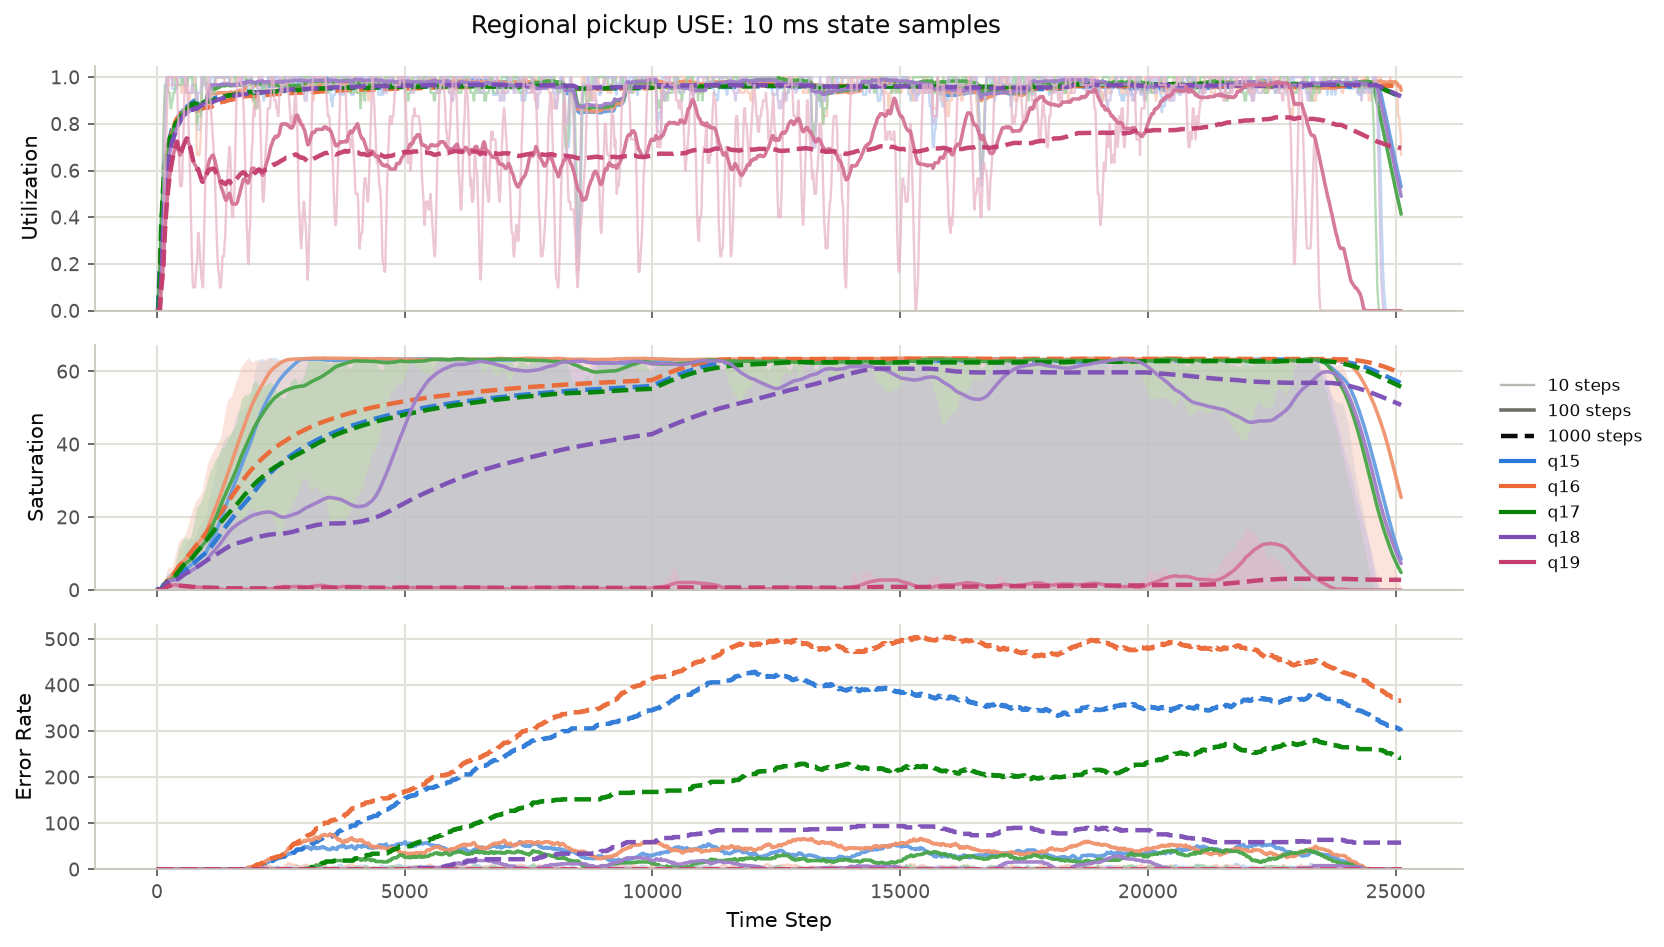 Regional pickup USE: 10 ms state samples
1.0
0.8
0.6
0.4
0.2
0.0
Utilization
60
40
20
0
Saturation
500
400
300
200
100
0
Error Rate
0 5000 10000 15000 20000 25000
Time Step
10 steps
100 steps
1000 steps
q15
q16
q17
q18
q19